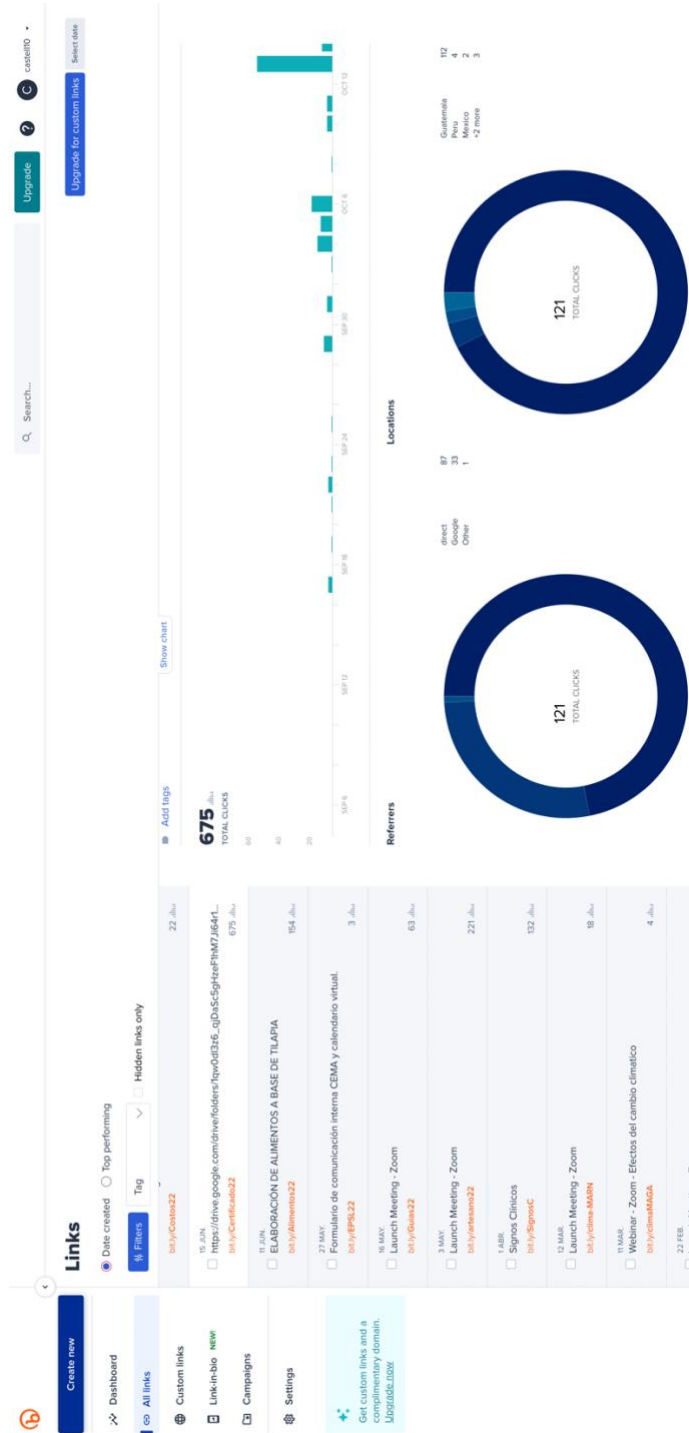 Search...
Upgrade
?
C
castell10
Create new
Dashboard
All links
Custom links
Link-in-bio NEW!
Campaigns
Settings
Get custom links and a
complimentary domain.
Upgrade now
Links
Upgrade for custom links
Select date
Date created
Top performing
Filters
Tag
Hidden links only
bit.ly/Costos22
22
15 JUN.
bit.ly/Certificado22
675
11 JUN.
ELABORACIÓN DE ALIMENTOS A BASE DE TILAPIA
bit.ly/Alimentos22
154
27 MAY.
Formulario de comunicación interna CEMA y calendario virtual.
bit.ly/EPSL22
3
16 MAY.
Launch Meeting - Zoom
bit.ly/Guias22
63
3 MAY.
Launch Meeting - Zoom
bit.ly/artesano22
221
1 ABR.
Signos Clínicos
bit.ly/SignosC
132
12 MAR.
Launch Meeting - Zoom
bit.ly/clima-MARN
18
11 MAR.
Webinar - Zoom - Efectos del cambio climatico
bit.ly/climaMAGA
4
22 FEB.
Add tags
Show chart
675
TOTAL CLICKS
60
40
20
SEP 6
SEP 12
SEP 18
SEP 24
SEP 30
OCT 6
OCT 12
Referrers
121
TOTAL CLICKS
direct 87
Google 33
Other 1
Locations
121
TOTAL CLICKS
Guatemala 112
Peru 4
Mexico 2
+2 more 3